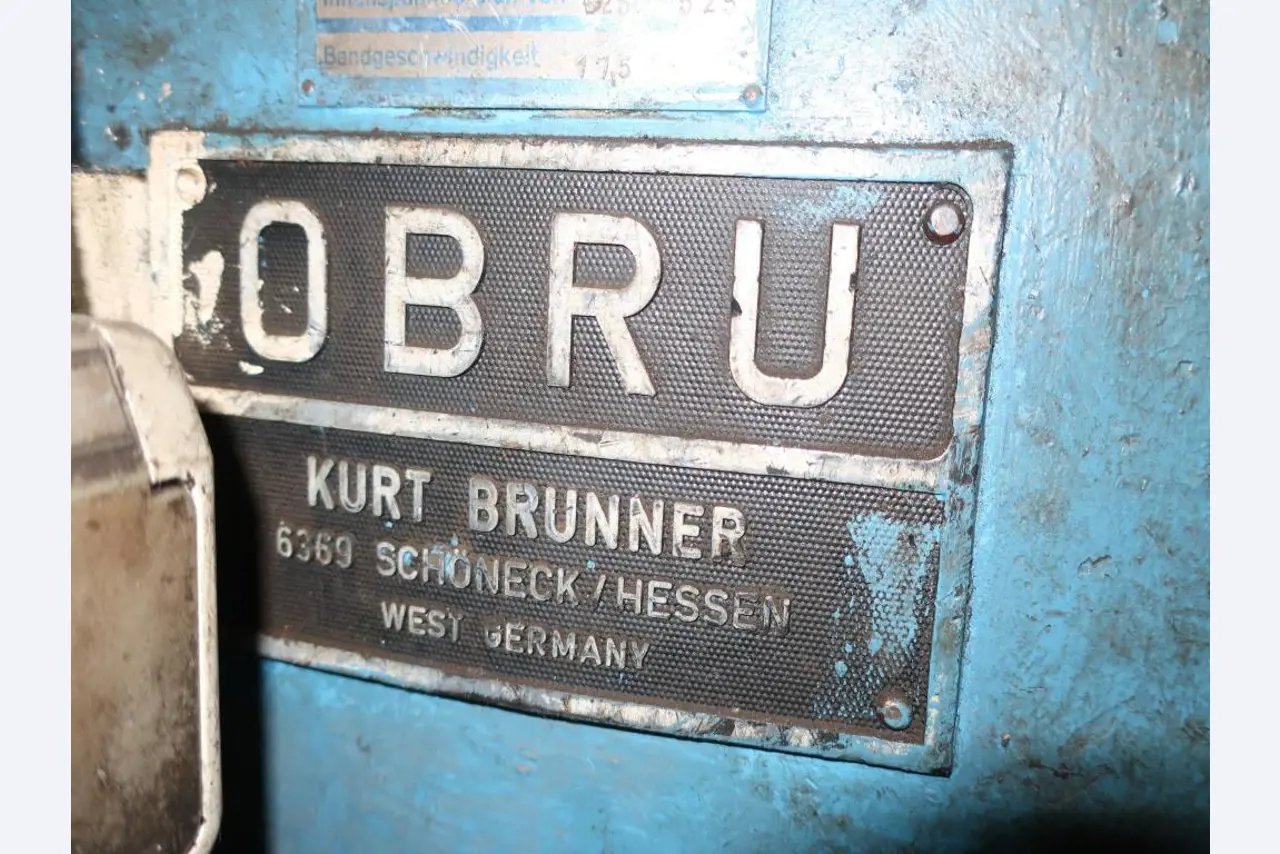 Bandgeschwindigkeit 17,5
OBRU
KURT BRUNNER
6369 SCHÖNECK/HESSEN
WEST GERMANY